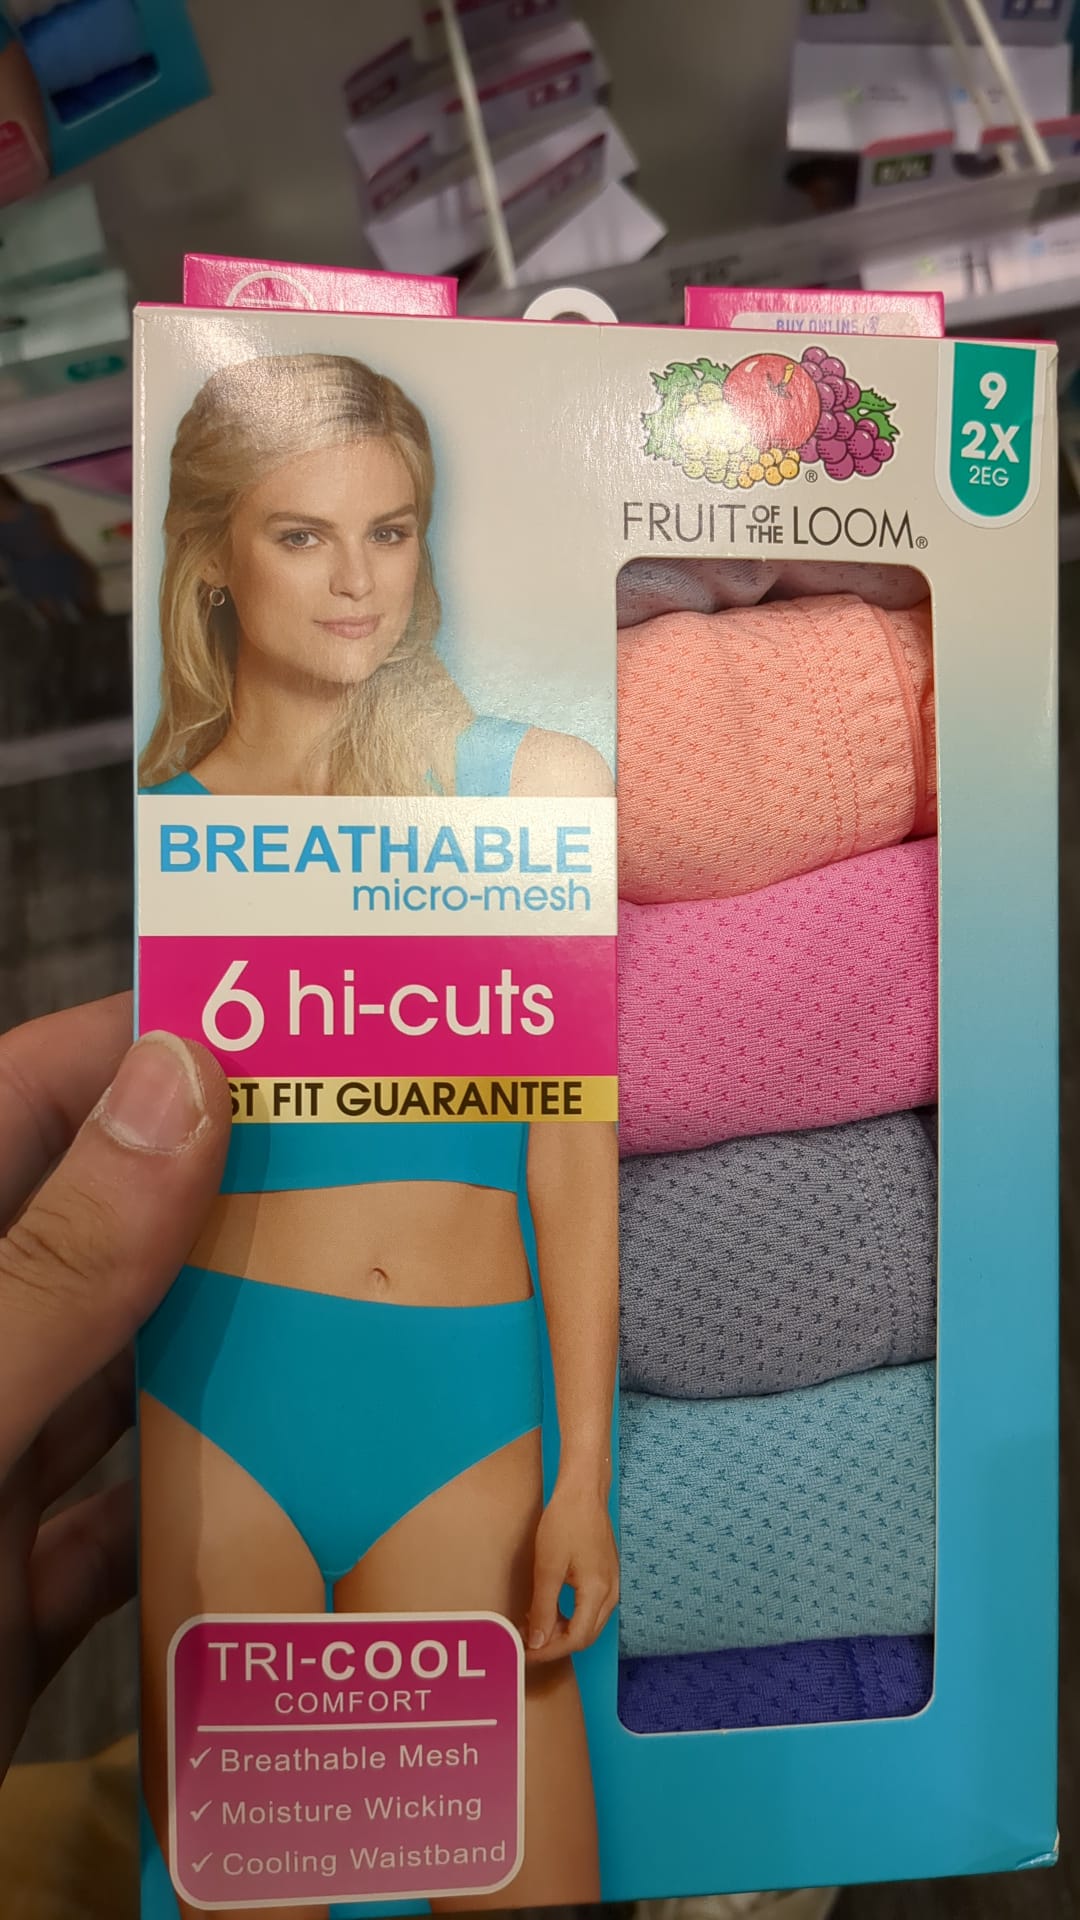 BUY ONLINE
9
2X
2EG
FRUIT OF THE LOOM®
BREATHABLE
micro-mesh
6 hi-cuts
ST FIT GUARANTEE
TRI-COOL
COMFORT
✓ Breathable Mesh
✓ Moisture Wicking
✓ Cooling Waistband